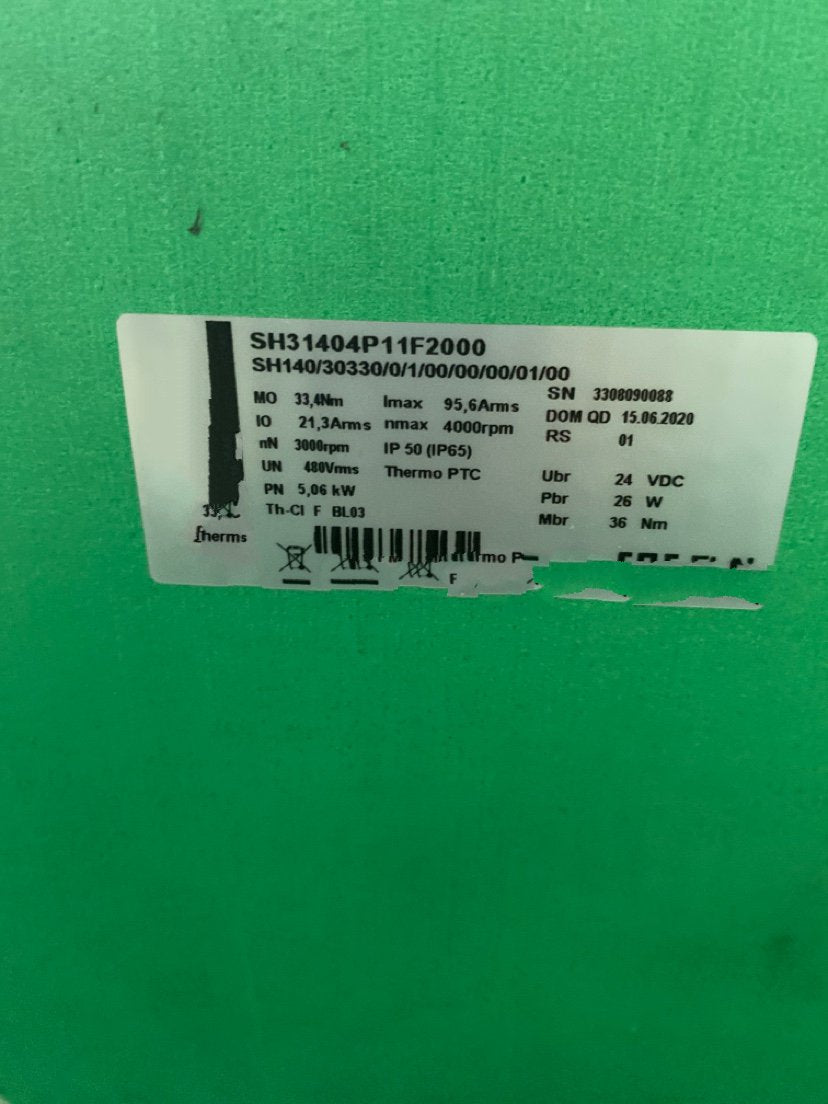 SH31404P11F2000
SH140/30330/0/1/00/00/00/01/00
MO 33,4Nm Imax 95,6Arms SN 3308090088
IO 21,3Arms nmax 4000rpm DOM QD 15.06.2020
nN 3000rpm IP 50 (IP65) RS 01
UN 480Vrms Thermo PTC Ubr 24 VDC
PN 5,06 kW Pbr 26 W
Th-Cl F BL03 Mbr 36 Nm
F